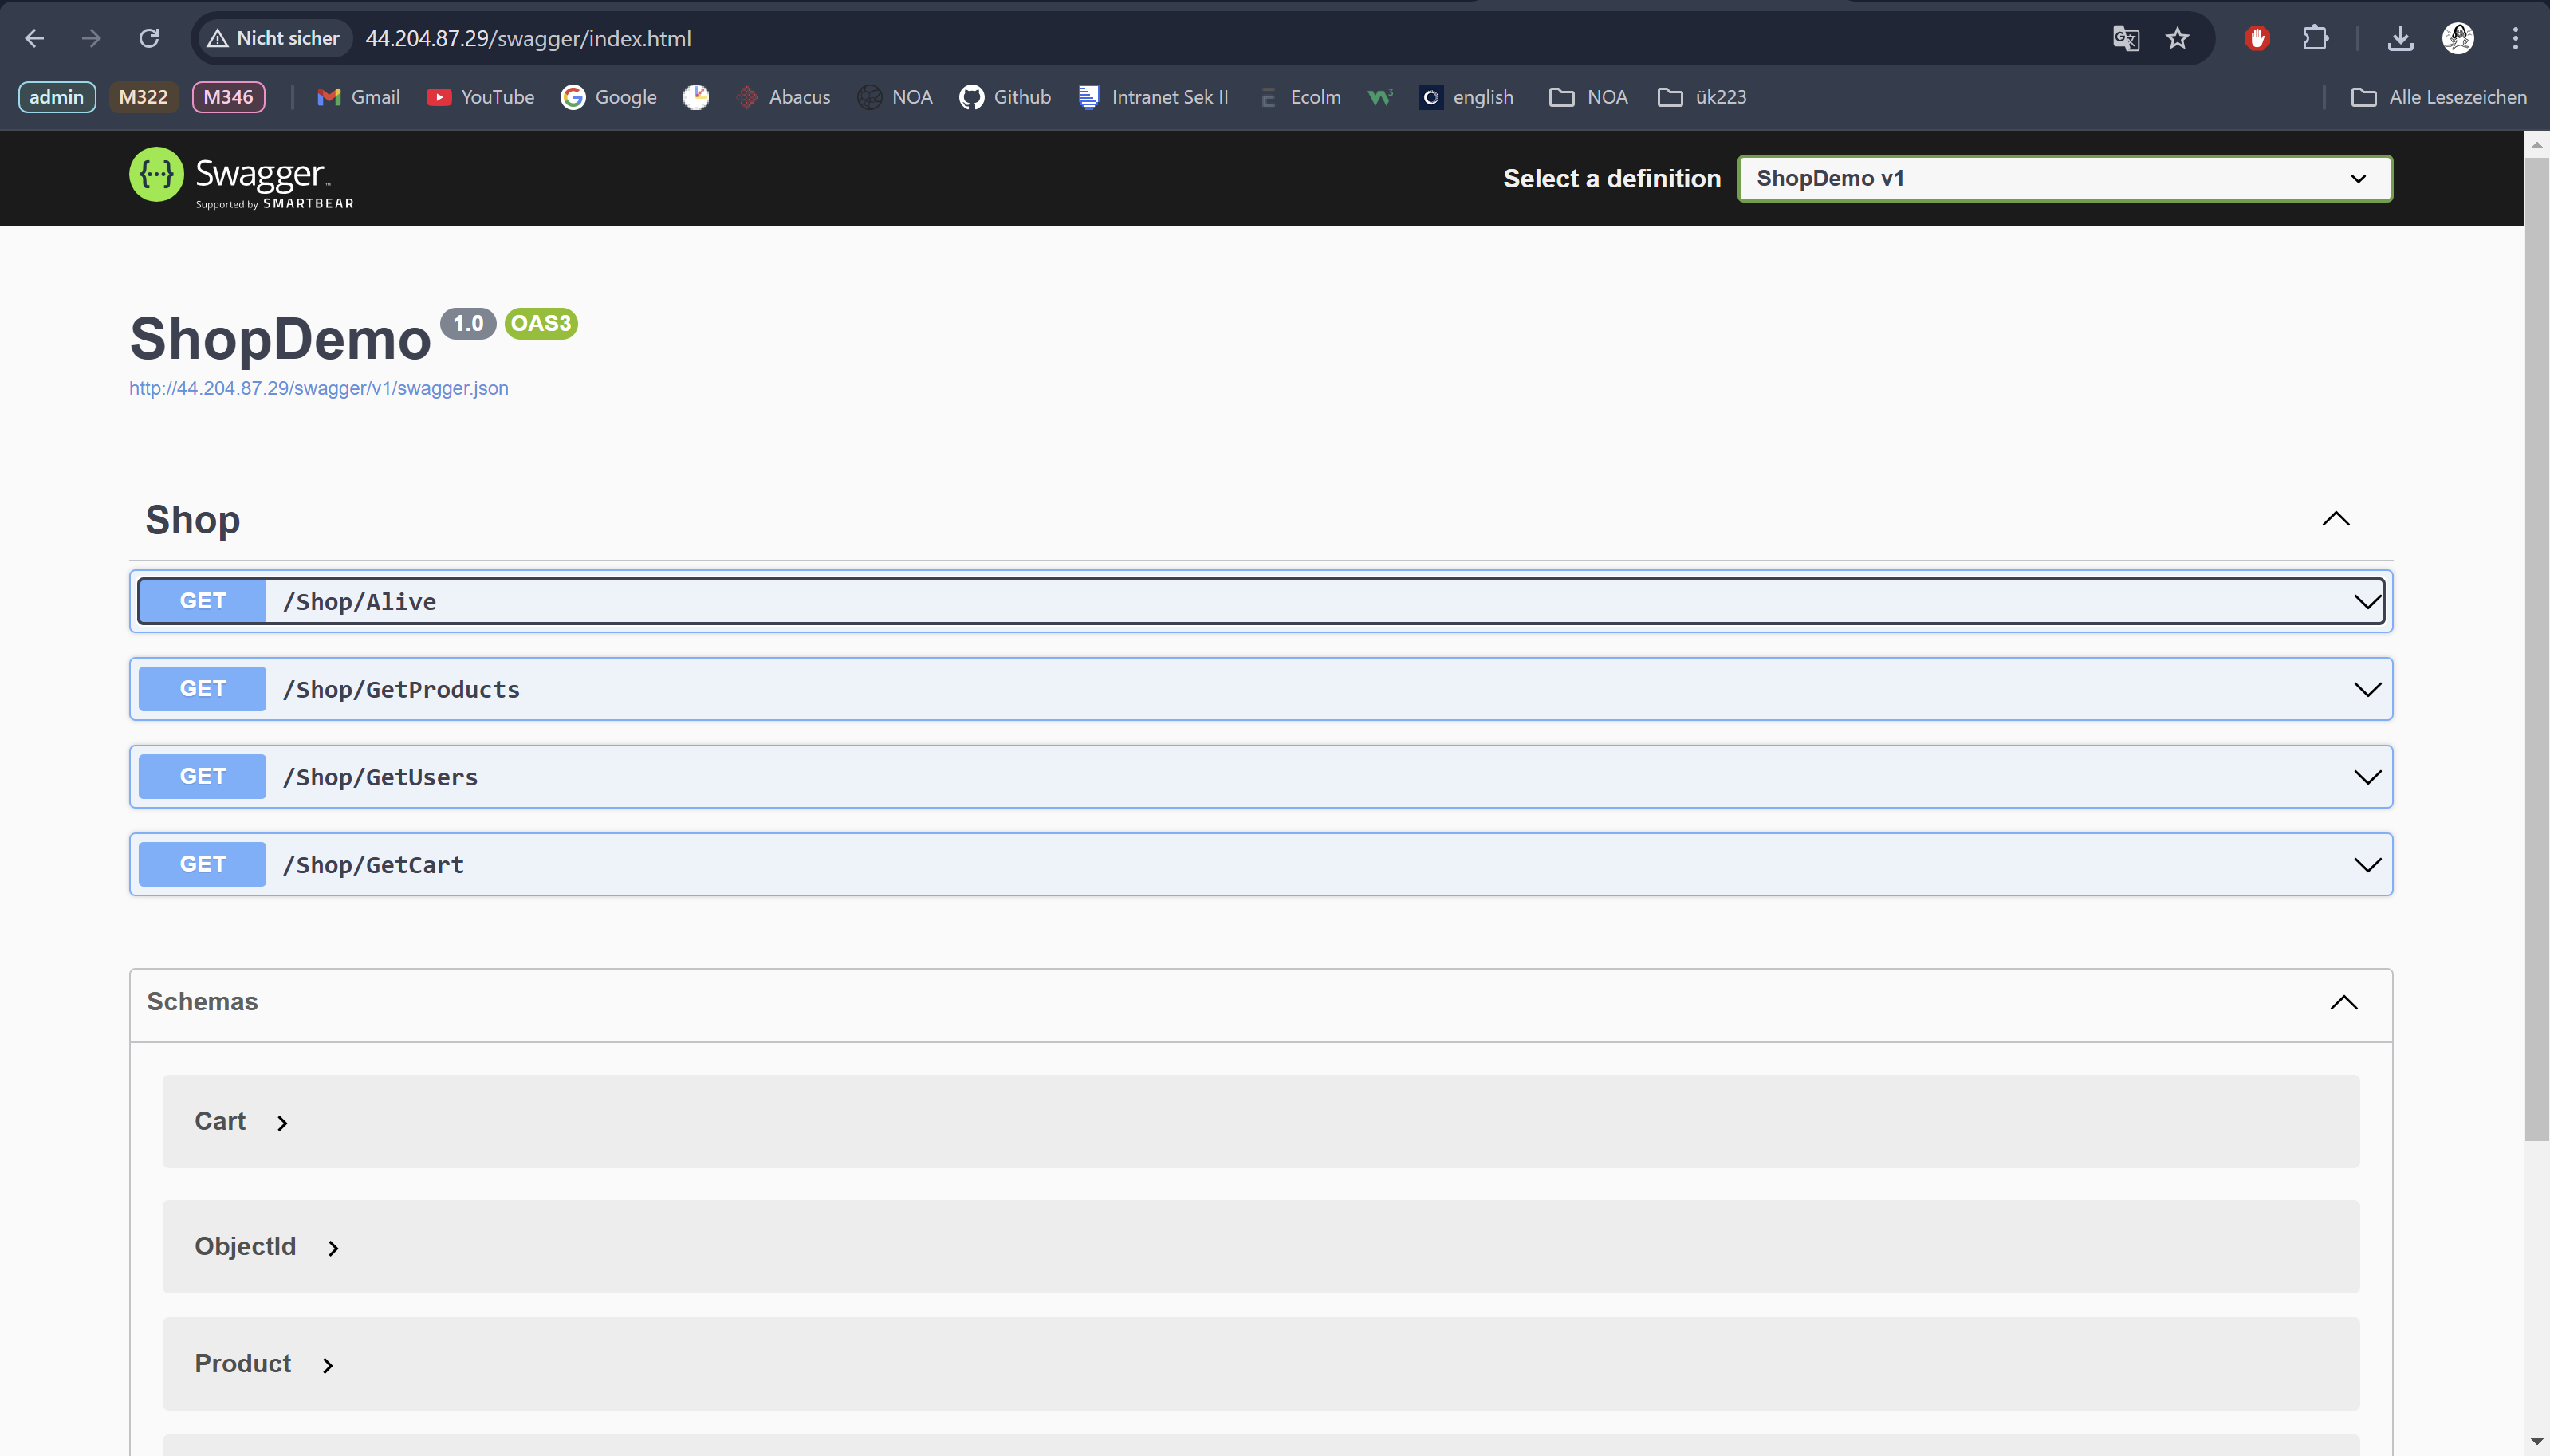 Nicht sicher 44.204.87.29/swagger/index.html
admin M322 M346 Gmail YouTube Google Abacus NOA Github Intranet Sek II Ecolm english NOA ük223 Alle Lesezeichen
Swagger
Supported by SMARTBEAR
Select a definition ShopDemo v1
ShopDemo 1.0 OAS3
http://44.204.87.29/swagger/v1/swagger.json
Shop
GET /Shop/Alive
GET /Shop/GetProducts
GET /Shop/GetUsers
GET /Shop/GetCart
Schemas
Cart
ObjectId
Product